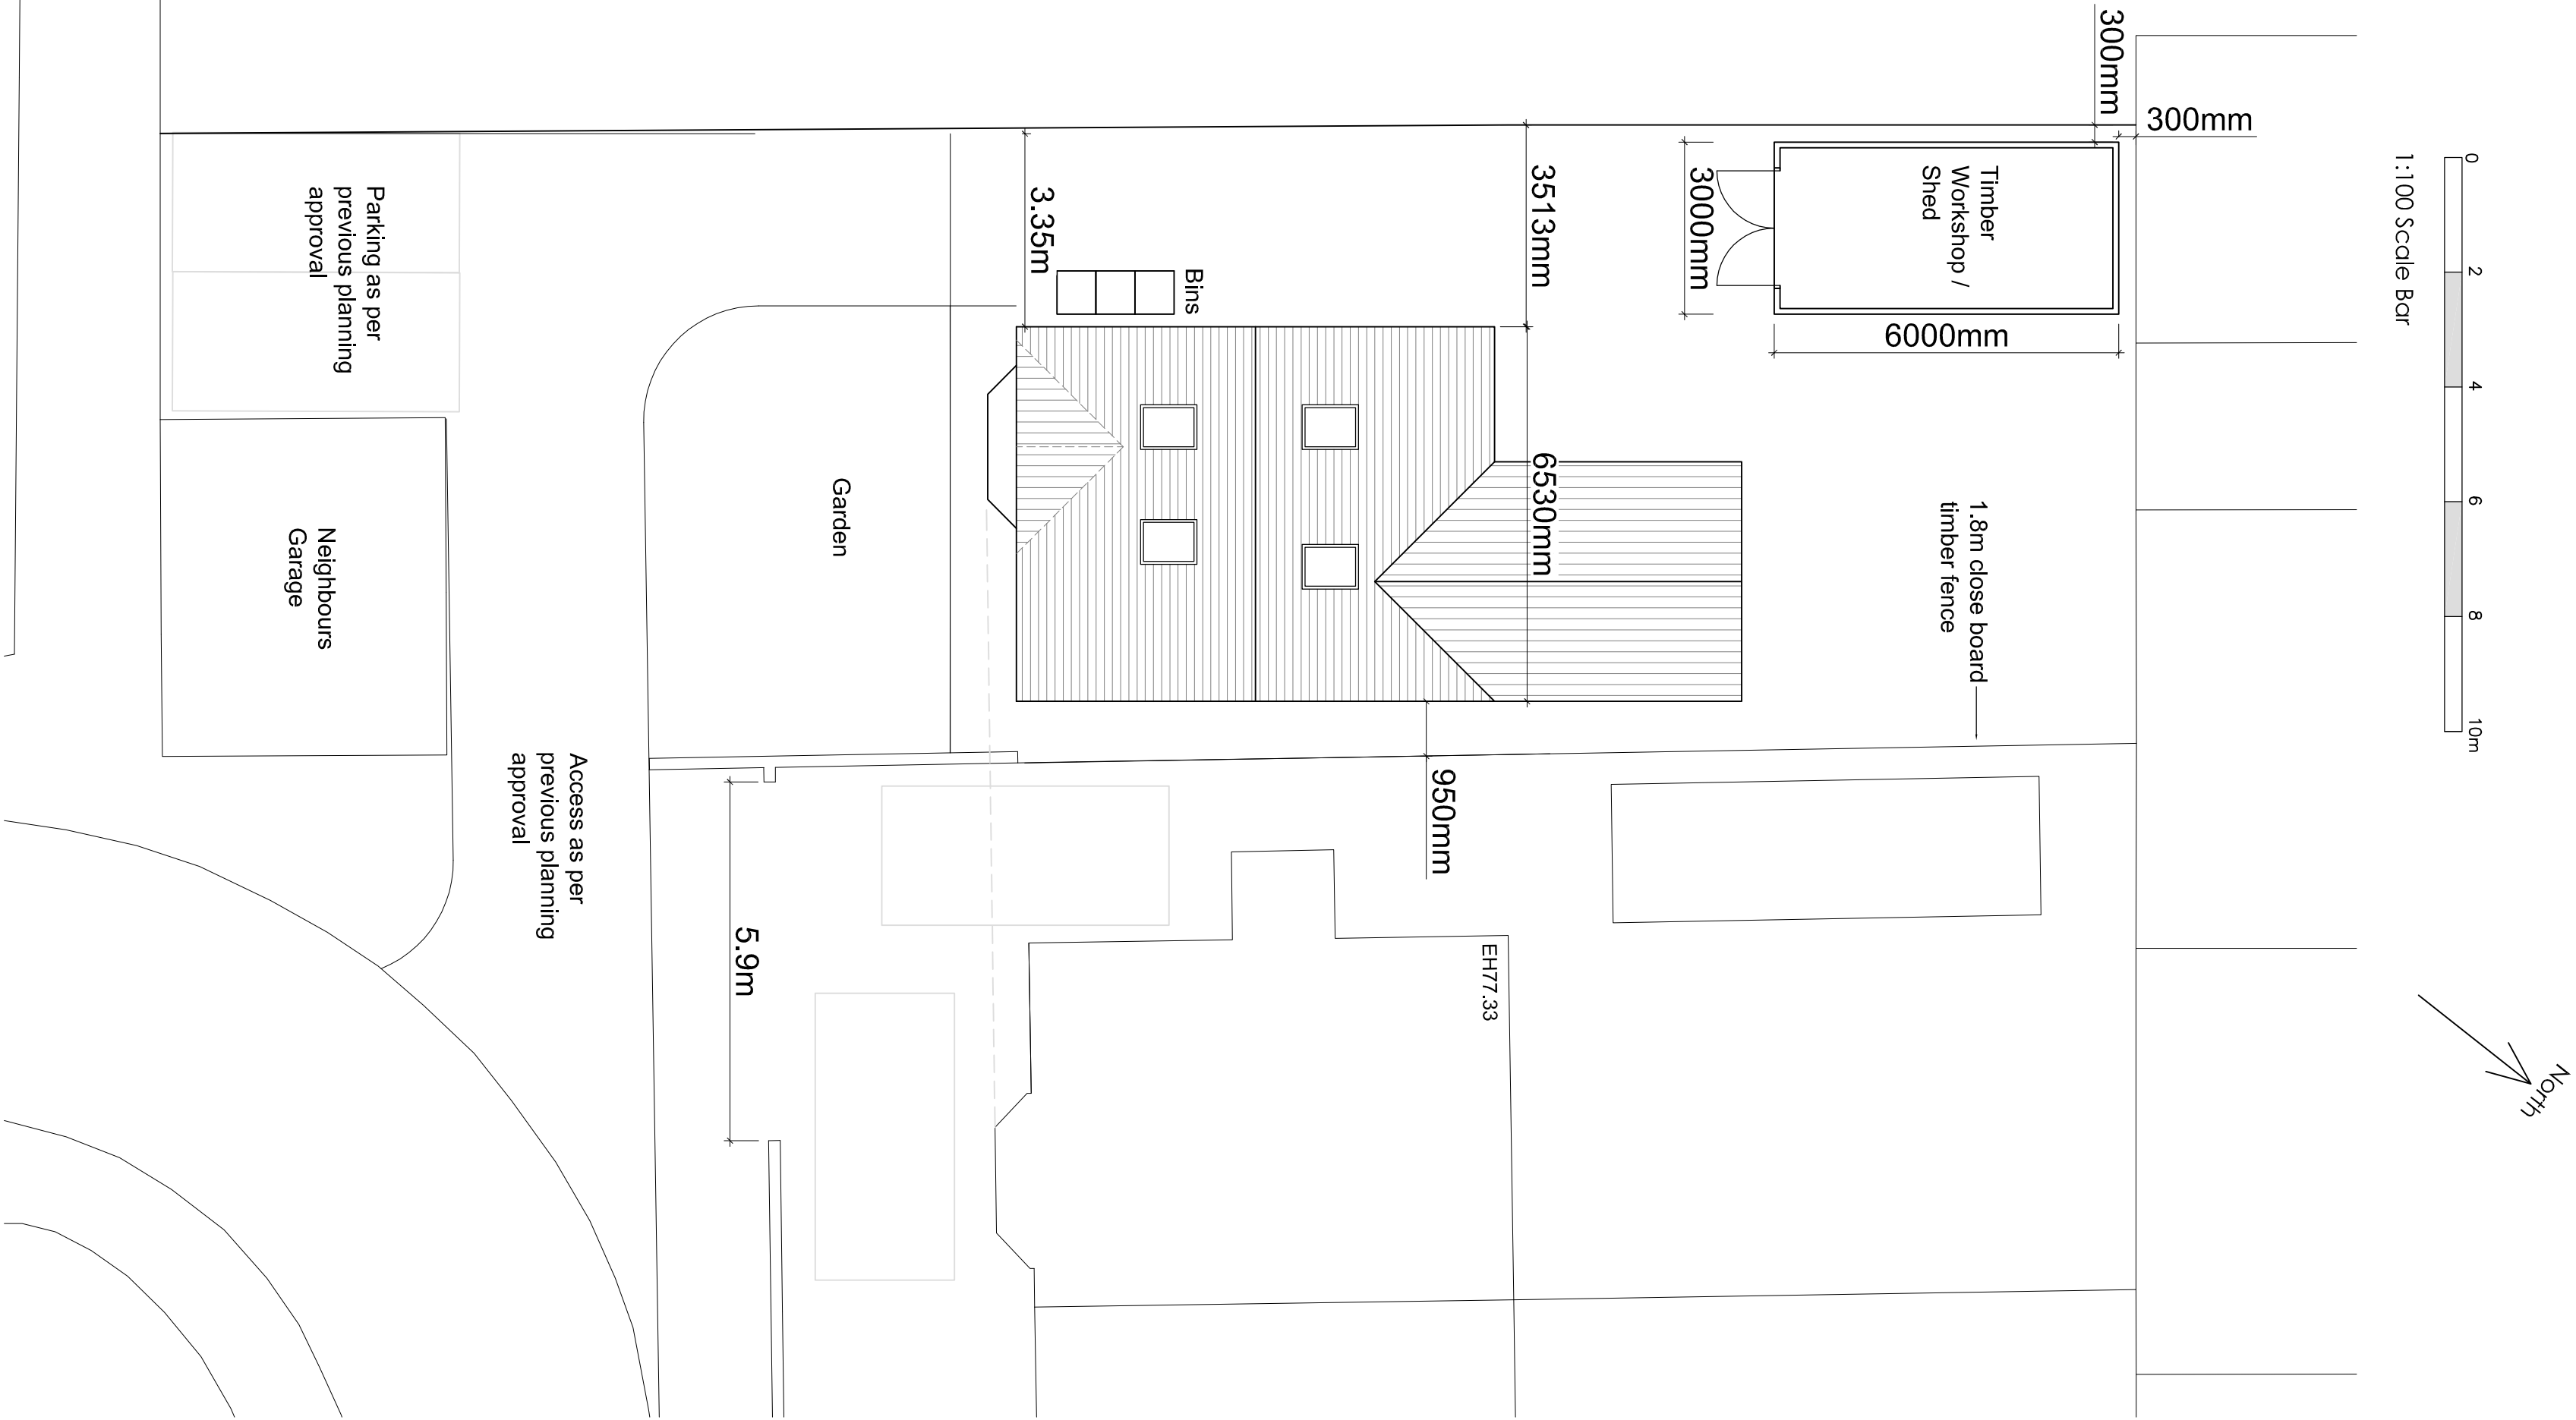 300mm
300mm
0
2
4
6
8
10m
1:100 Scale Bar
Timber
Workshop /
Shed
3000mm
6000mm
3513mm
3.35m
Bins
Parking as per
previous planning
approval
6530mm
1.8m close board
timber fence
Garden
Neighbours
Garage
950mm
Access as per
previous planning
approval
5.9m
EH77.33
North